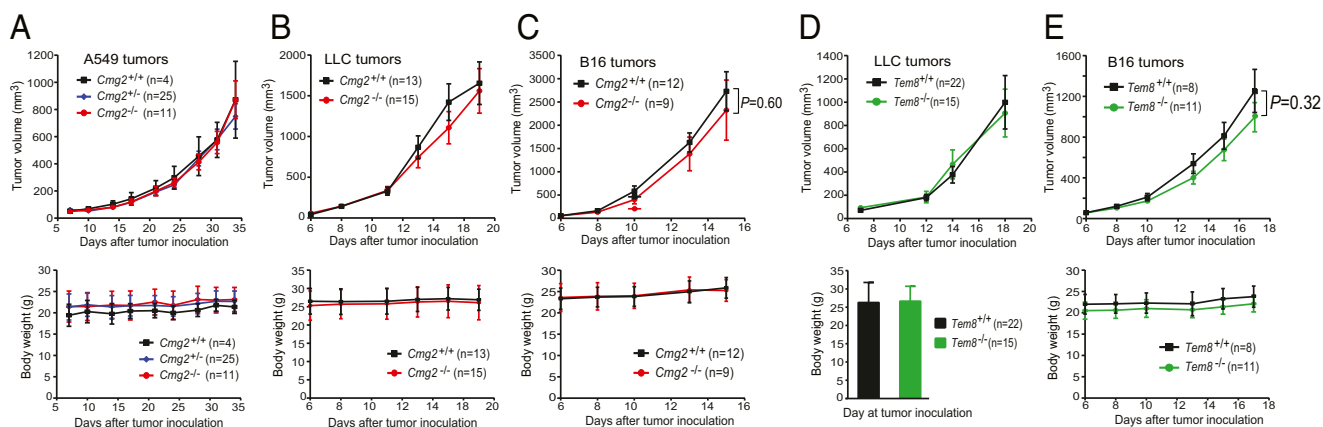 A
A549 tumors
Cmg2+/+ (n=4)
Cmg2+/- (n=25)
Cmg2-/- (n=11)
Tumor volume (mm3)
1200
1000
800
600
400
200
0
5 10 15 20 25 30 35
Days after tumor inoculation
B
LLC tumors
Cmg2+/+ (n=13)
Cmg2 -/- (n=15)
Tumor volume (mm3)
2000
1500
1000
500
0
6 8 10 12 14 16 18 20
Days after tumor inoculation
C
B16 tumors
Cmg2+/+ (n=12)
Cmg2-/- (n=9)
P=0.60
Tumor volume (mm3)
3500
3000
2500
2000
1500
1000
500
0
6 8 10 12 14 16
Days after tumor inoculation
D
LLC tumors
Tem8+/+ (n=22)
Tem8-/- (n=15)
Tumor volume (mm3)
1400
1200
1000
800
600
400
200
0
8 10 12 14 16 18
Days after tumor inoculation
E
B16 tumors
Tem8+/+ (n=8)
Tem8 -/- (n=11)
P=0.32
Tumor volume (mm3)
1600
1200
800
400
0
6 8 10 12 14 16 18
Days after tumor inoculation
Body weight (g)
30
25
20
15
10
5
0
Cmg2+/+ (n=4)
Cmg2+/- (n=25)
Cmg2-/- (n=11)
5 10 15 20 25 30 35
Days after tumor inoculation
Body weight (g)
35
30
25
20
15
10
5
0
Cmg2+/+ (n=13)
Cmg2 -/- (n=15)
6 8 10 12 14 16 18 20
Days after tumor inoculation
Body weight (g)
30
25
20
15
10
5
0
Cmg2+/+ (n=12)
Cmg2-/- (n=9)
6 8 10 12 14 16
Days after tumor inoculation
Body weight (g)
35
30
25
20
15
10
5
0
Tem8+/+ (n=22)
Tem8-/- (n=15)
Day at tumor inoculation
Body weight (g)
30
25
20
15
10
5
0
Tem8+/+ (n=8)
Tem8 -/- (n=11)
6 8 10 12 14 16 18
Days after tumor inoculation